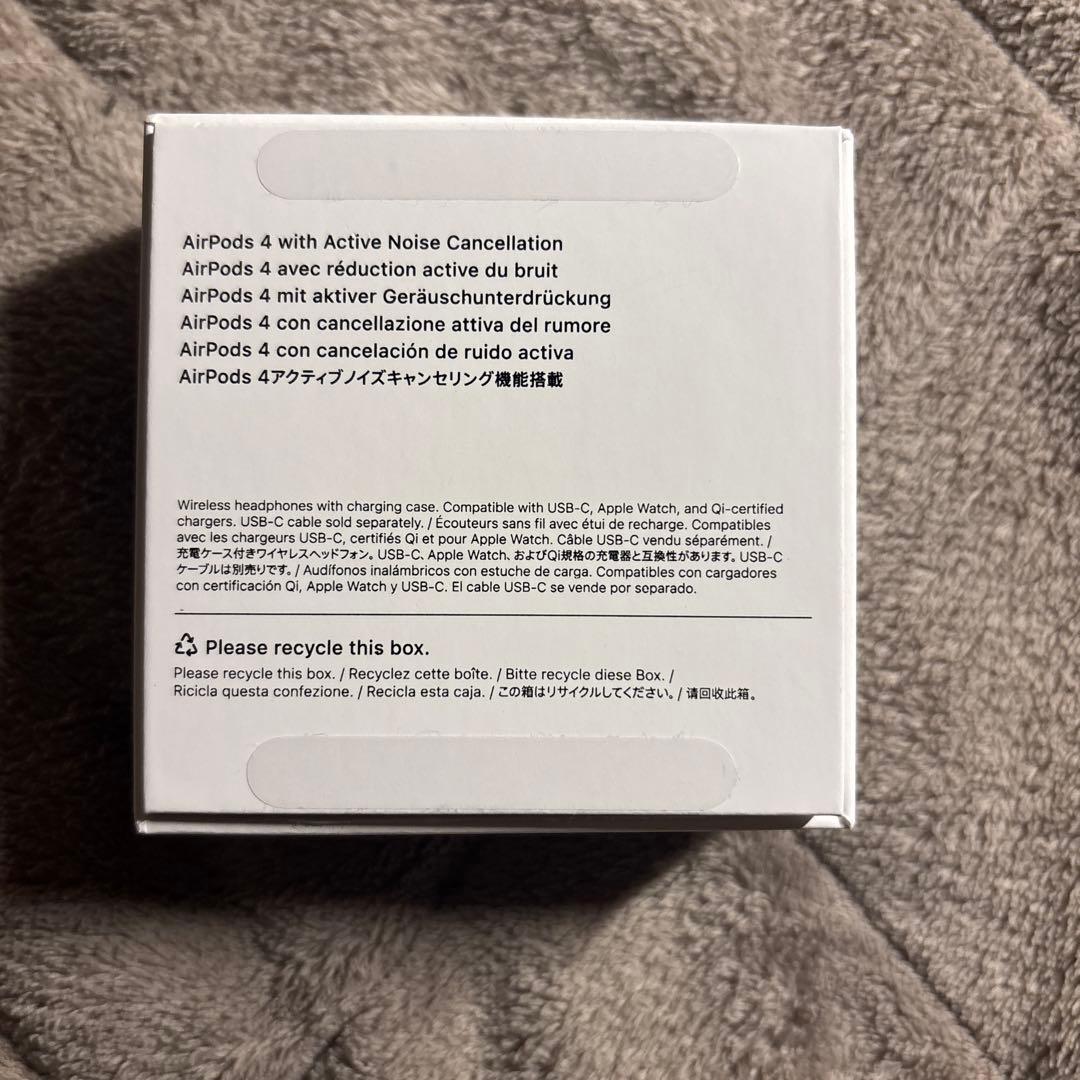 AirPods 4 with Active Noise Cancellation
AirPods 4 avec réduction active du bruit
AirPods 4 mit aktiver Geräuschunterdrückung
AirPods 4 con cancellazione attiva del rumore
AirPods 4 con cancelación de ruido activa
AirPods 4アクティブノイズキャンセリング機能搭載
Wireless headphones with charging case. Compatible with USB-C, Apple Watch, and Qi-certified
chargers. USB-C cable sold separately. / Écouteurs sans fil avec étui de recharge. Compatibles
avec les chargeurs USB-C, certifiés Qi et pour Apple Watch. Câble USB-C vendu séparément. /
充電ケース付きワイヤレスヘッドフォン。USB-C、Apple Watch、およびQi規格の充電器と互換性があります。USB-C
ケーブルは別売りです。/ Audífonos inalámbricos con estuche de carga. Compatibles con cargadores
con certificación Qi, Apple Watch y USB-C. El cable USB-C se vende por separado.
Please recycle this box.
Please recycle this box. / Recyclez cette boîte. / Bitte recycle diese Box. /
Ricicla questa confezione. / Recicla esta caja. / この箱はリサイクルしてください。/ 请回收此箱。